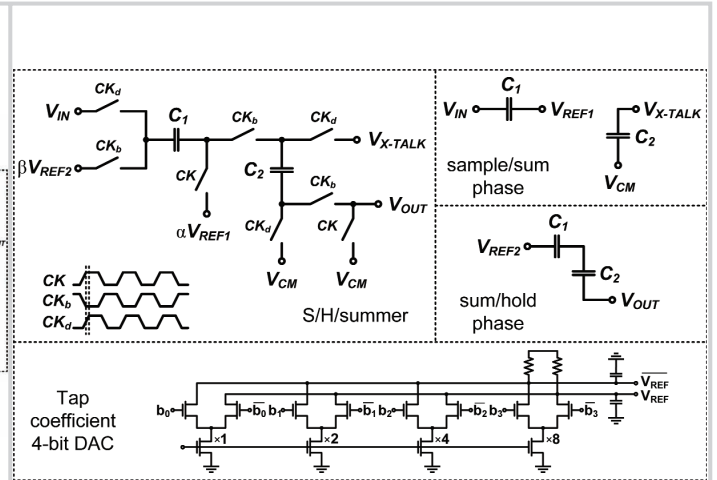 CK_d
V_IN
C_1
CK_b
CK_d
V_X-TALK
CK_b
βV_REF2
CK
C_2
CK_b
V_OUT
αV_REF1
CK_d
CK
V_CM
V_CM
CK
CK_b
CK_d
S/H/summer
C_1
V_IN
V_REF1
V_X-TALK
C_2
sample/sum
phase
V_CM
C_1
V_REF2
C_2
sum/hold
phase
V_OUT
Tap
coefficient
4-bit DAC
V̅_REF
V_REF
b_0 b̅_0 b_1 b̅_1 b_2 b̅_2 b_3 b̅_3
×1 ×2 ×4 ×8